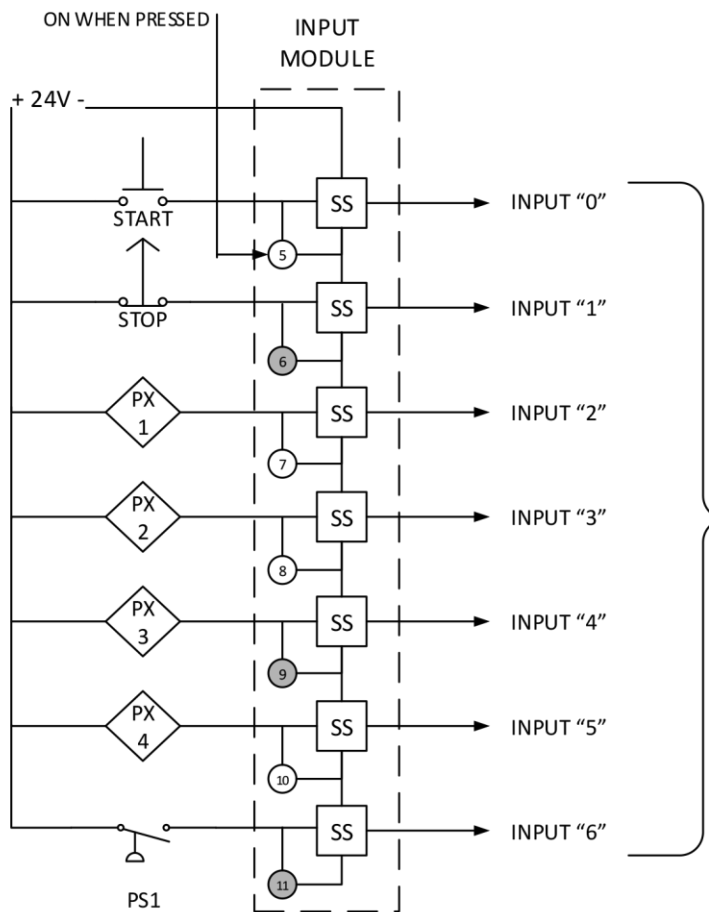 ON WHEN PRESSED
INPUT
MODULE
+ 24V -
START
SS
INPUT “0”
5
STOP
SS
INPUT “1”
6
PX
1
SS
INPUT “2”
7
PX
2
SS
INPUT “3”
8
PX
3
SS
INPUT “4”
9
PX
4
SS
INPUT “5”
10
SS
INPUT “6”
11
PS1